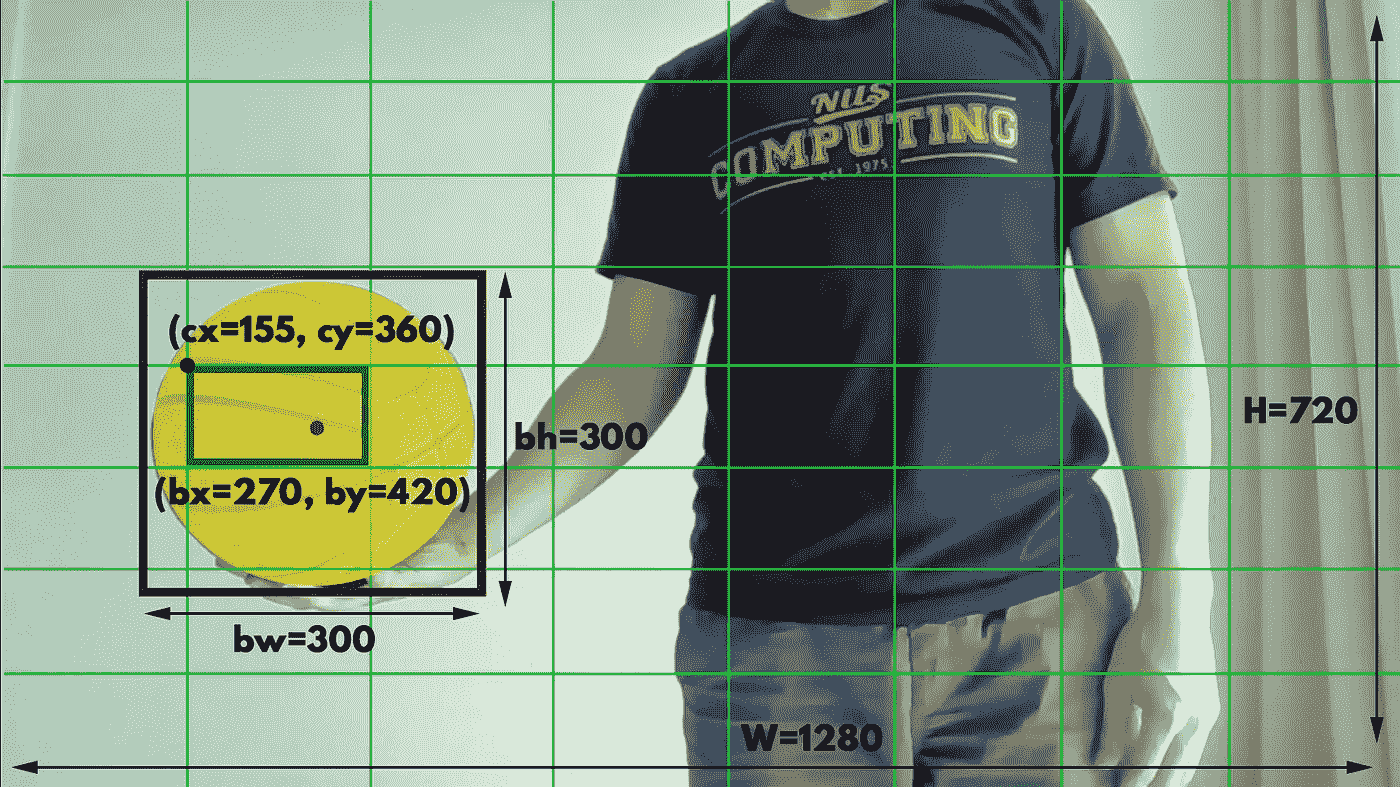 NUS
COMPUTING
EST 1975
(cx=155, cy=360)
H=720
bh=300
(bx=270, by=420)
bw=300
W=1280